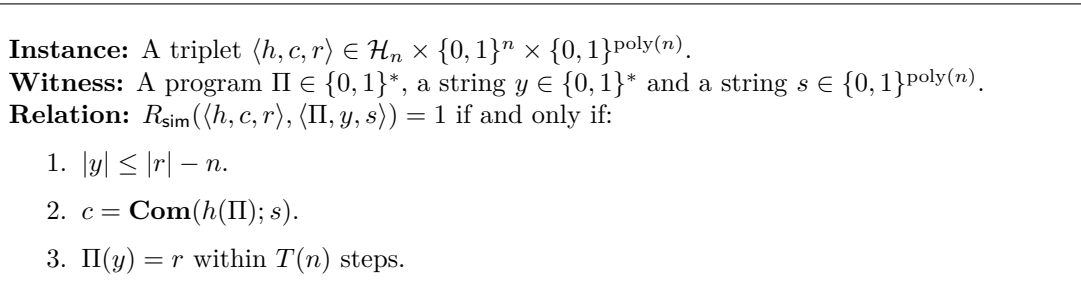 Instance: A triplet ⟨h, c, r⟩ ∈ ℋₙ × {0, 1}ⁿ × {0, 1}^poly(n).
Witness: A program Π ∈ {0, 1}*, a string y ∈ {0, 1}* and a string s ∈ {0, 1}^poly(n).
Relation: R_sim(⟨h, c, r⟩, ⟨Π, y, s⟩) = 1 if and only if:
1. |y| ≤ |r| − n.
2. c = Com(h(Π); s).
3. Π(y) = r within T(n) steps.